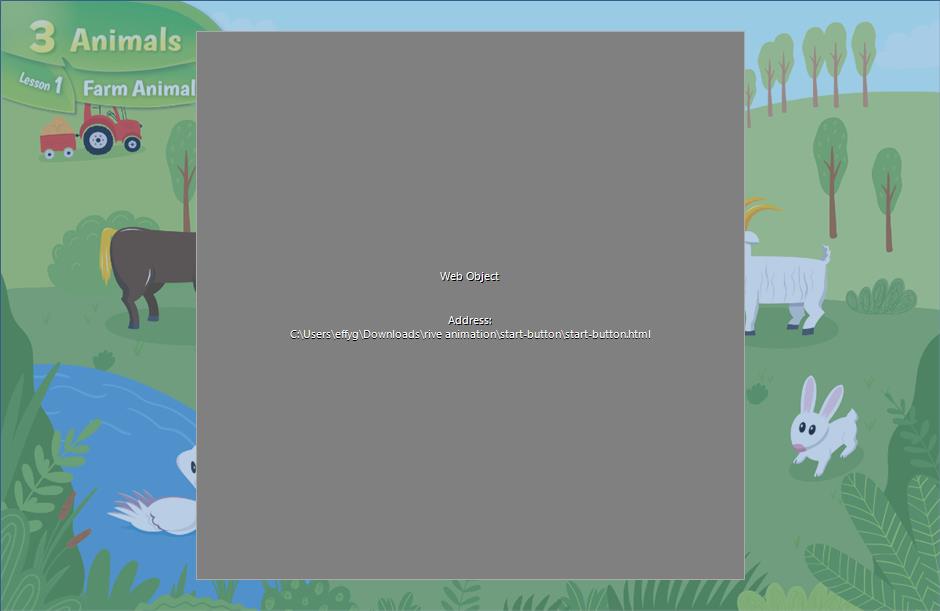 3 Animals
Lesson 1
Farm Animal
Web Object
Address:
C:\Users\effyg\Downloads\rive animation\start-button\start-button.html